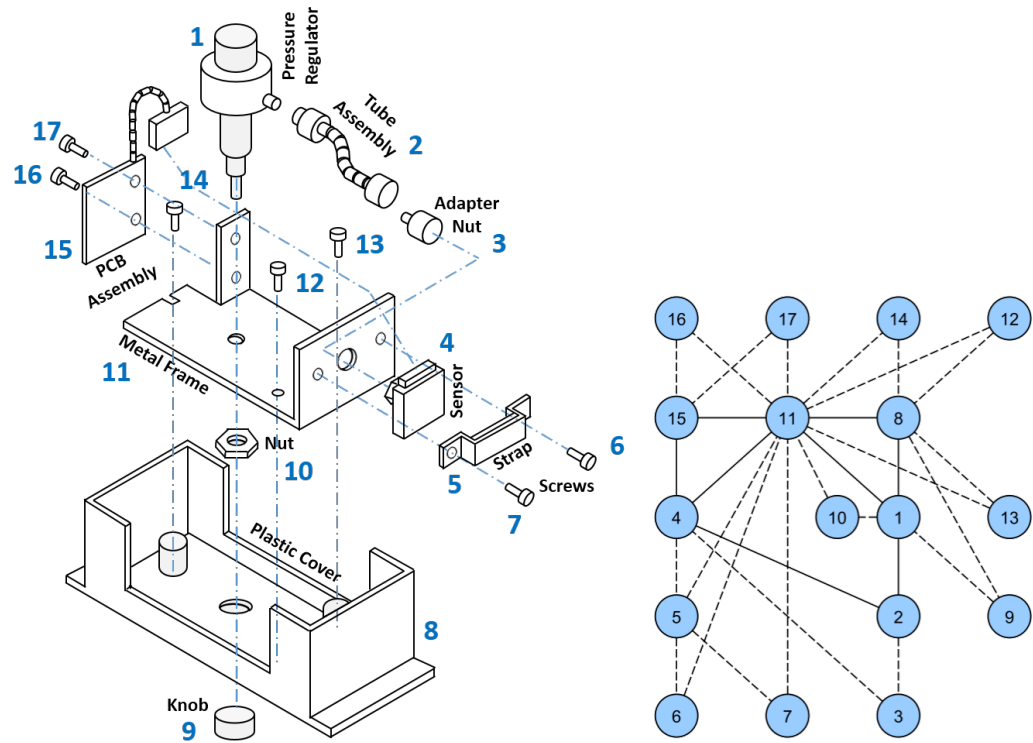 1
Pressure
Regulator
Tube
Assembly
2
17
16
14
Adapter
Nut
3
15
PCB
Assembly
13
12
11
Metal Frame
4
Sensor
Nut
10
Strap
5
6
Screws
7
Plastic Cover
8
Knob
9
16 17 14 12
15 11 8
4 10 1 13
5 2 9
6 7 3